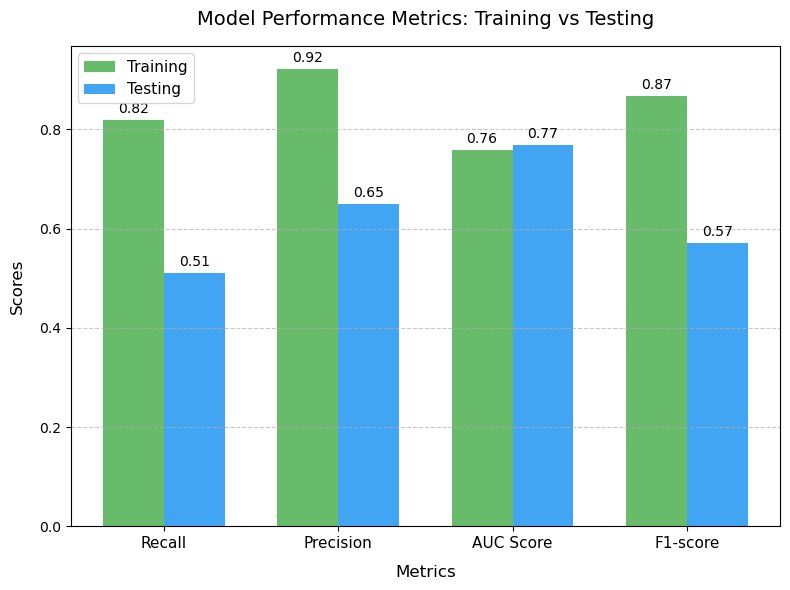 Model Performance Metrics: Training vs Testing
Training
Testing
0.82
0.51
0.92
0.65
0.76
0.77
0.87
0.57
0.8
0.6
0.4
0.2
0.0
Scores
Recall
Precision
AUC Score
F1-score
Metrics